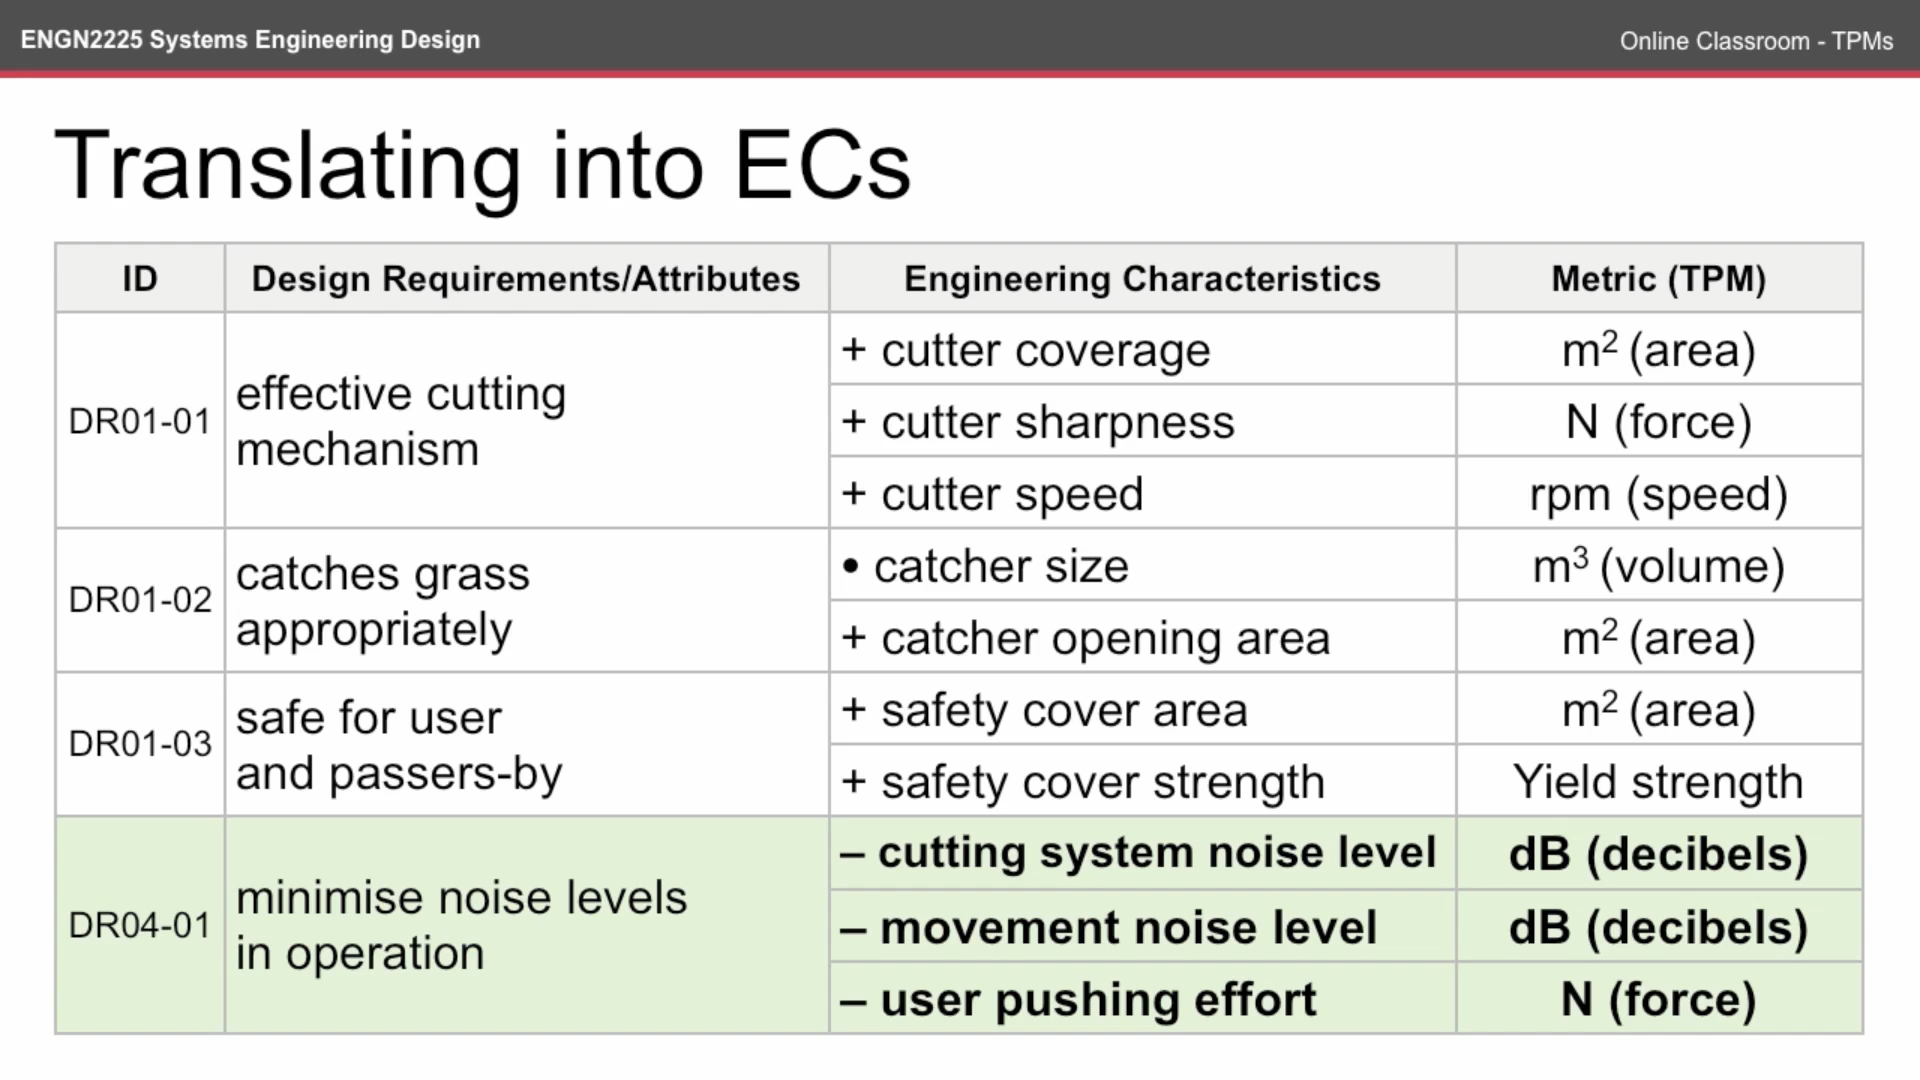 ENGN2225 Systems Engineering Design
Online Classroom - TPMs
Translating into ECs
ID
Design Requirements/Attributes
Engineering Characteristics
Metric (TPM)
DR01-01
effective cutting
mechanism
+ cutter coverage
m² (area)
+ cutter sharpness
N (force)
+ cutter speed
rpm (speed)
DR01-02
catches grass
appropriately
• catcher size
m³ (volume)
+ catcher opening area
m² (area)
DR01-03
safe for user
and passers-by
+ safety cover area
m² (area)
+ safety cover strength
Yield strength
DR04-01
minimise noise levels
in operation
– cutting system noise level
dB (decibels)
– movement noise level
dB (decibels)
– user pushing effort
N (force)